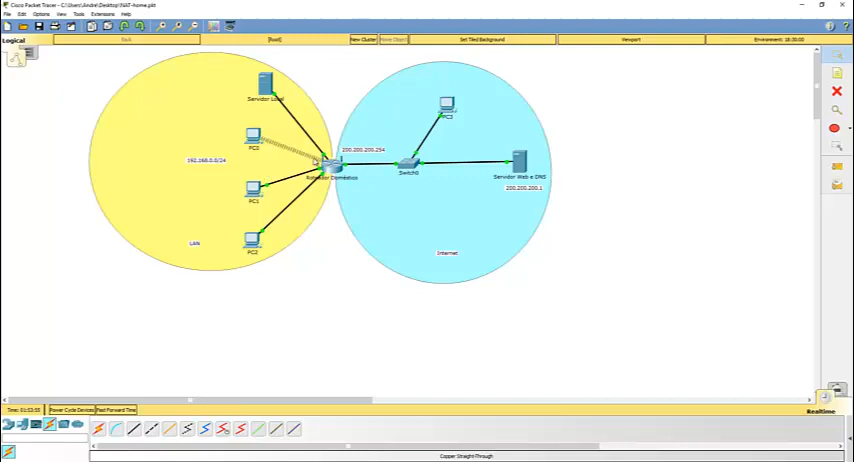 Cisco Packet Tracer - C:\Users\Andre\Desktop\NAT-home.pkt
File Edit Options View Tools Extensions Help
Logical
[Root]
New Cluster
Move Object
Set Tiled Background
Viewport
Environment: 18:30:00
Servidor Local
PC0
200.200.200.254
192.168.0.0/24
Roteador Doméstico
Switch0
Servidor Web e DNS
200.200.200.1
PC1
LAN
PC2
Internet
Time: 01:53:55
Power Cycle Devices
Fast Forward Time
Realtime
Copper Straight-Through